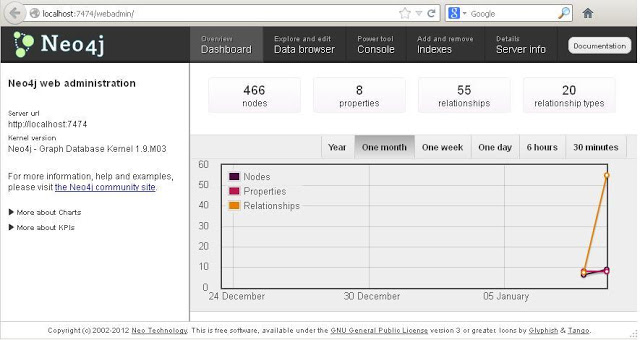 localhost:7474/webadmin/
Google
Neo4j
Overview
Dashboard
Explore and edit
Data browser
Power tool
Console
Add and remove
Indexes
Details
Server info
Documentation
Neo4j web administration
Server url
http://localhost:7474
Kernel version
Neo4j - Graph Database Kernel 1.9.M03
For more information, help and examples,
please visit the Neo4j community site.
More about Charts
More about KPIs
466
nodes
8
properties
55
relationships
20
relationship types
Year
One month
One week
One day
6 hours
30 minutes
60
50
40
30
20
10
0
Nodes
Properties
Relationships
24 December
30 December
05 January
Copyright (c) 2002-2012 Neo Technology. This is free software, available under the GNU General Public License version 3 or greater. Icons by Glyphish & Tango.